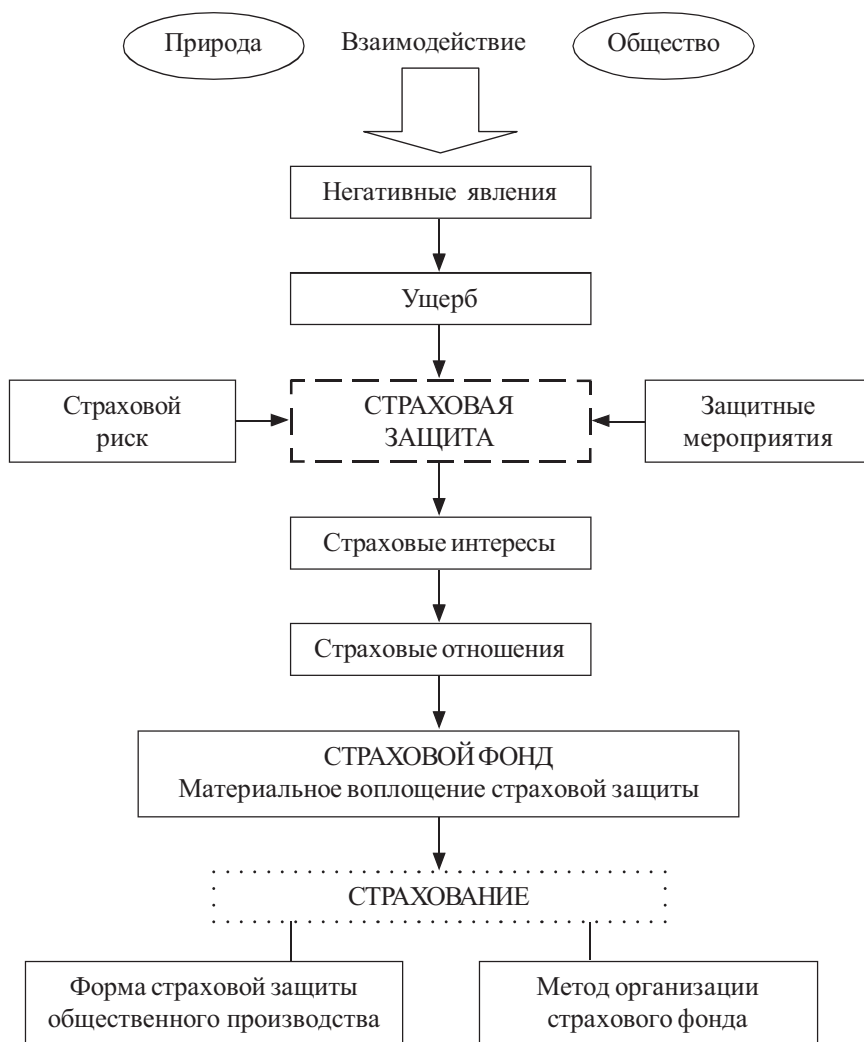 Природа
Взаимодействие
Общество
Негативные явления
Ущерб
Страховой
риск
СТРАХОВАЯ
ЗАЩИТА
Защитные
мероприятия
Страховые интересы
Страховые отношения
СТРАХОВОЙ ФОНД
Материальное воплощение страховой защиты
СТРАХОВАНИЕ
Форма страховой защиты
общественного производства
Метод организации
страхового фонда